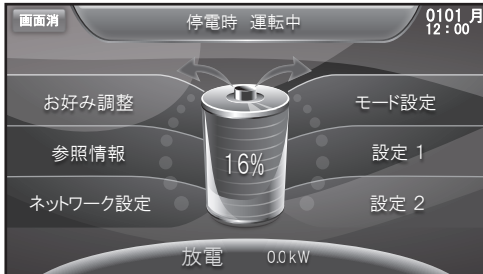 画面消
停電時 運転中
0101 月
12:00
お好み調整
モード設定
参照情報
16%
設定 1
ネットワーク設定
設定 2
放電 0.0kW